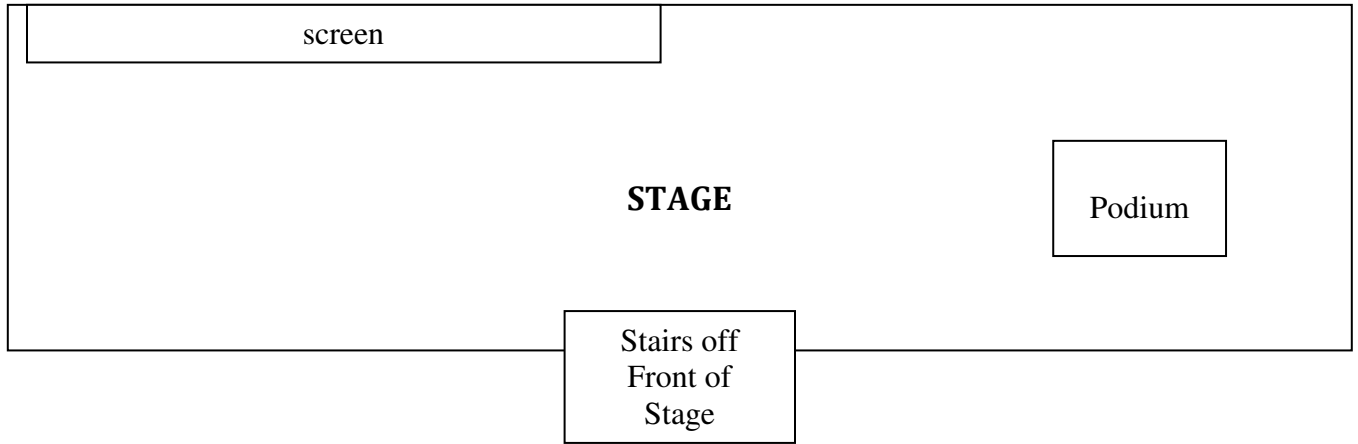 screen
STAGE
Podium
Stairs off
Front of
Stage